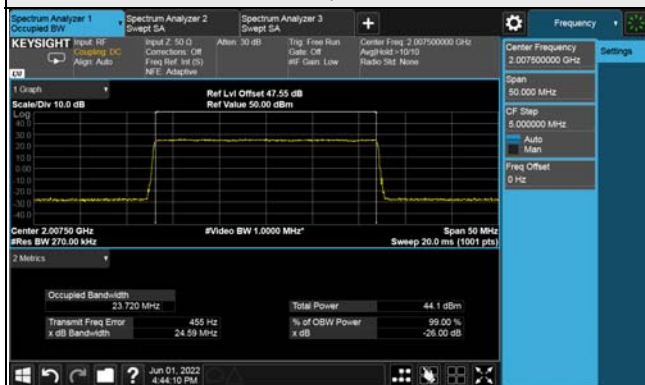 Spectrum Analyzer 1
Occupied BW
Spectrum Analyzer 2
Swept SA
Spectrum Analyzer 3
Swept SA
+
Frequency
KEYSIGHT
Input: RF
Coupling: DC
Align: Auto
Input Z: 50 Ω
Corrections: Off
Freq Ref: Int (S)
NFE: Adaptive
Atten: 30 dB
Trig: Free Run
Gate: Off
#IF Gain: Low
Center Freq: 2.007500000 GHz
Avg|Hold:>10/10
Radio Std: None
LXI
Center Frequency
2.007500000 GHz
Settings
Span
50.000 MHz
CF Step
5.000000 MHz
Auto
Man
Freq Offset
0 Hz
1 Graph
Scale/Div 10.0 dB
Ref Lvl Offset 47.55 dB
Ref Value 50.00 dBm
Log
40.0
30.0
20.0
10.0
0.00
-10.0
-20.0
-30.0
-40.0
Center 2.00750 GHz
#Res BW 270.00 kHz
#Video BW 1.0000 MHz*
Span 50 MHz
Sweep 20.0 ms (1001 pts)
2 Metrics
Occupied Bandwidth
23.720 MHz
Total Power
44.1 dBm
Transmit Freq Error
455 Hz
% of OBW Power
99.00 %
x dB Bandwidth
24.59 MHz
x dB
-26.00 dB
?
Jun 01, 2022
4:44:10 PM